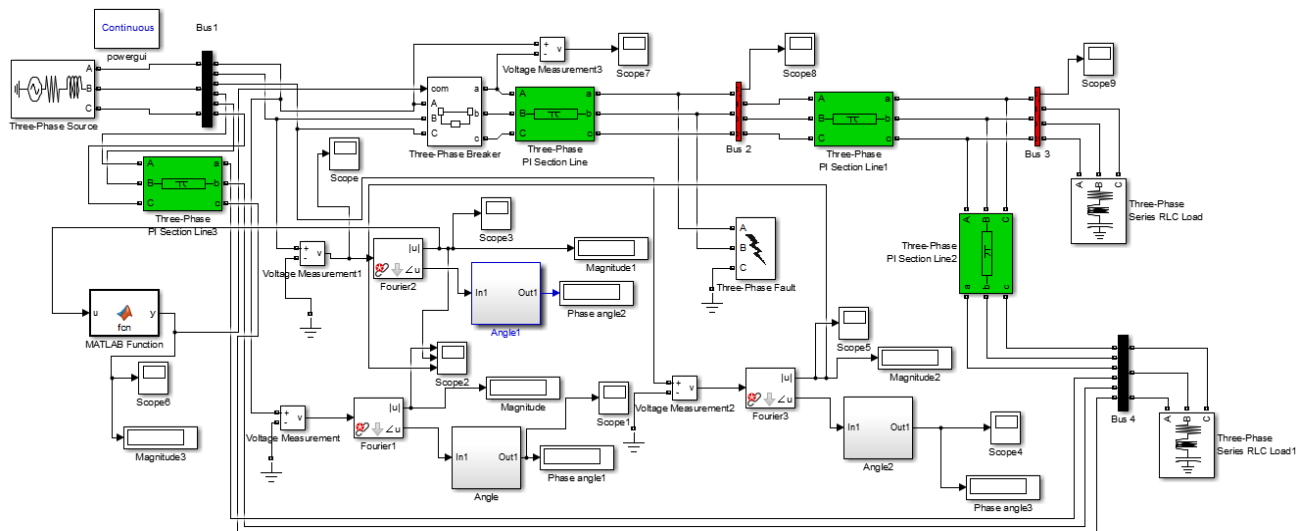 Continuous
powergui
Bus1
A
B
C
Three-Phase Source
A
B
C
a
b
c
Three-Phase
PI Section Line3
com
A
B
C
a
b
c
Three-Phase Breaker
+
-
v
Voltage Measurement3
Scope7
A
B
C
a
b
c
Three-Phase
PI Section Line
Bus 2
Scope8
A
B
C
a
b
c
Three-Phase
PI Section Line1
Bus 3
Scope9
A
B
C
Three-Phase
Series RLC Load
A
B
C
a
b
c
Three-Phase
PI Section Line2
Scope
+
-
v
Voltage Measurement1
|u|
∠u
Fourier2
Scope3
Magnitude1
In1
Out1
Angle1
Phase angle2
A
B
C
Three-Phase Fault
u
fcn
y
MATLAB Function
Scope6
Magnitude3
+
-
v
Voltage Measurement
|u|
∠u
Fourier1
Scope2
Magnitude
In1
Out1
Angle
Scope1
Phase angle1
+
-
v
Voltage Measurement2
|u|
∠u
Fourier3
Scope5
Magnitude2
In1
Out1
Angle2
Scope4
Phase angle3
Bus 4
A
B
C
Three-Phase
Series RLC Load1